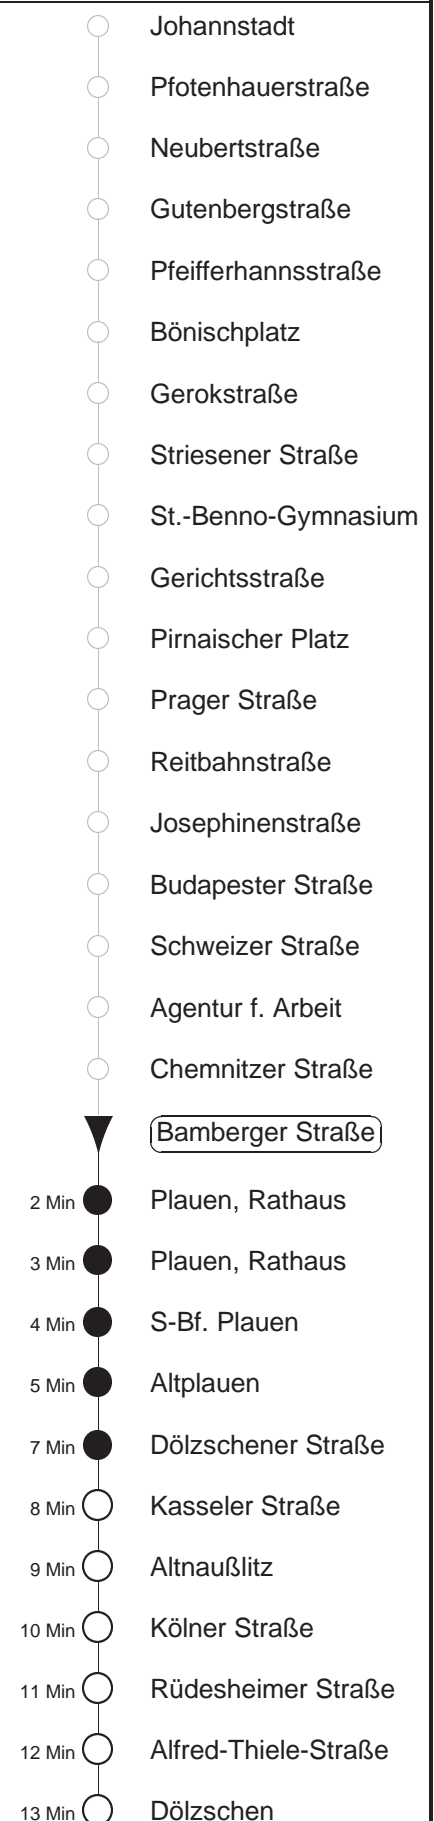 Johannstadt
Pfotenhauerstraße
Neubertstraße
Gutenbergstraße
Pfeifferhannsstraße
Bönischplatz
Gerokstraße
Striesener Straße
St.-Benno-Gymnasium
Gerichtsstraße
Pirnaischer Platz
Prager Straße
Reitbahnstraße
Josephinenstraße
Budapester Straße
Schweizer Straße
Agentur f. Arbeit
Chemnitzer Straße
Bamberger Straße
2 Min Plauen, Rathaus
3 Min Plauen, Rathaus
4 Min S-Bf. Plauen
5 Min Altplauen
7 Min Dölzschener Straße
8 Min Kasseler Straße
9 Min Altnaußlitz
10 Min Kölner Straße
11 Min Rüdesheimer Straße
12 Min Alfred-Thiele-Straße
13 Min Dölzschen